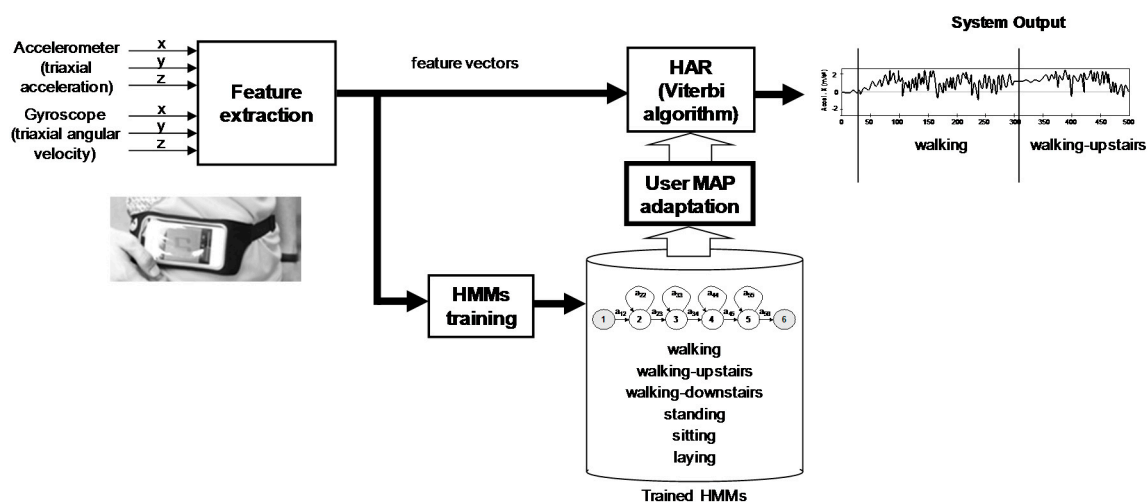 System Output
Accelerometer
(triaxial
acceleration)
x
y
z
Gyroscope
(triaxial angular
velocity)
x
y
z
Feature
extraction
feature vectors
HAR
(Viterbi
algorithm)
Accel. X (m/s²)
2
0
-2
0 50 100 150 200 250 300 350 400 450 500
walking
walking-upstairs
User MAP
adaptation
HMMs
training
a22 a33 a44 a55
1 a12 2 a23 3 a34 4 a45 5 a56 6
walking
walking-upstairs
walking-downstairs
standing
sitting
laying
Trained HMMs